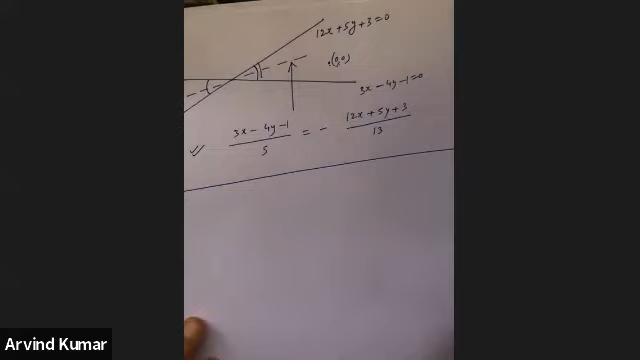 12x + 5y + 3 = 0
.(0,0)
3x - 4y - 1 = 0
✓ (3x - 4y - 1)/5 = - (12x + 5y + 3)/13
Arvind Kumar